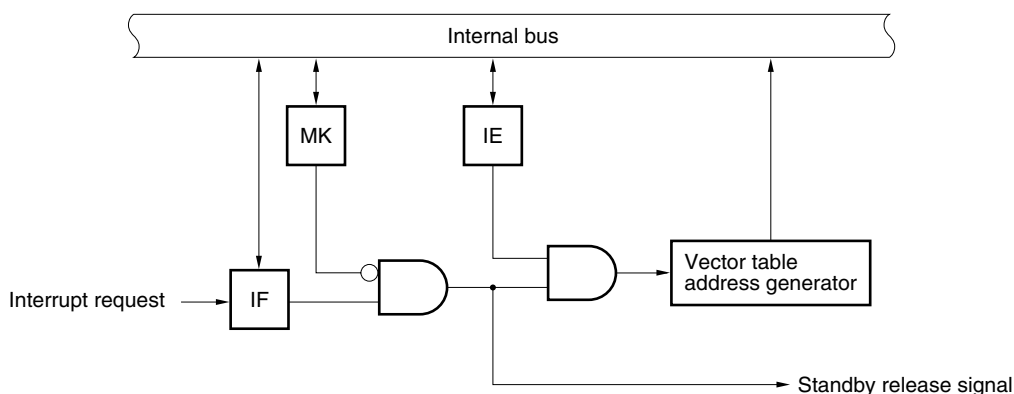 Internal bus
MK
IE
Interrupt request
IF
Vector table
address generator
Standby release signal